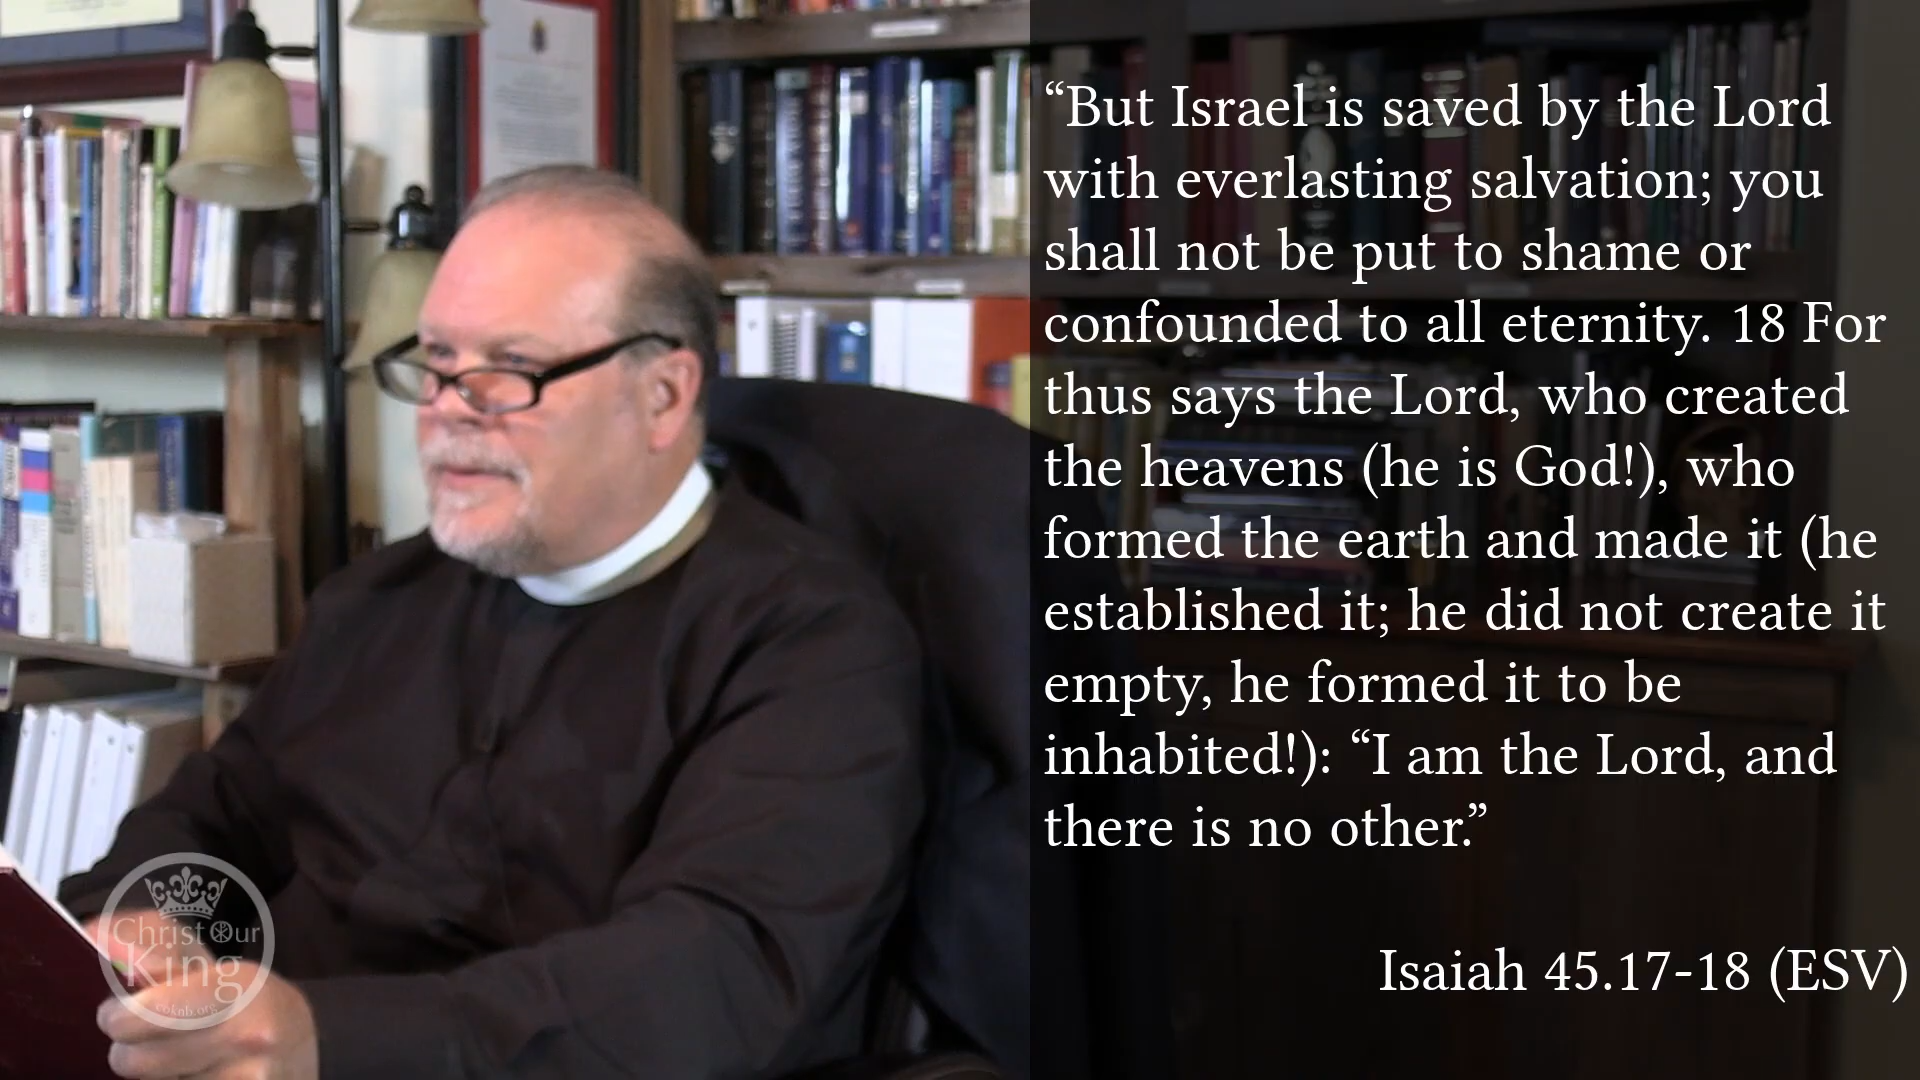 “But Israel is saved by the Lord
with everlasting salvation; you
shall not be put to shame or
confounded to all eternity. 18 For
thus says the Lord, who created
the heavens (he is God!), who
formed the earth and made it (he
established it; he did not create it
empty, he formed it to be
inhabited!): “I am the Lord, and
there is no other.”
Isaiah 45.17-18 (ESV)
Christ Our
King
coknb.org